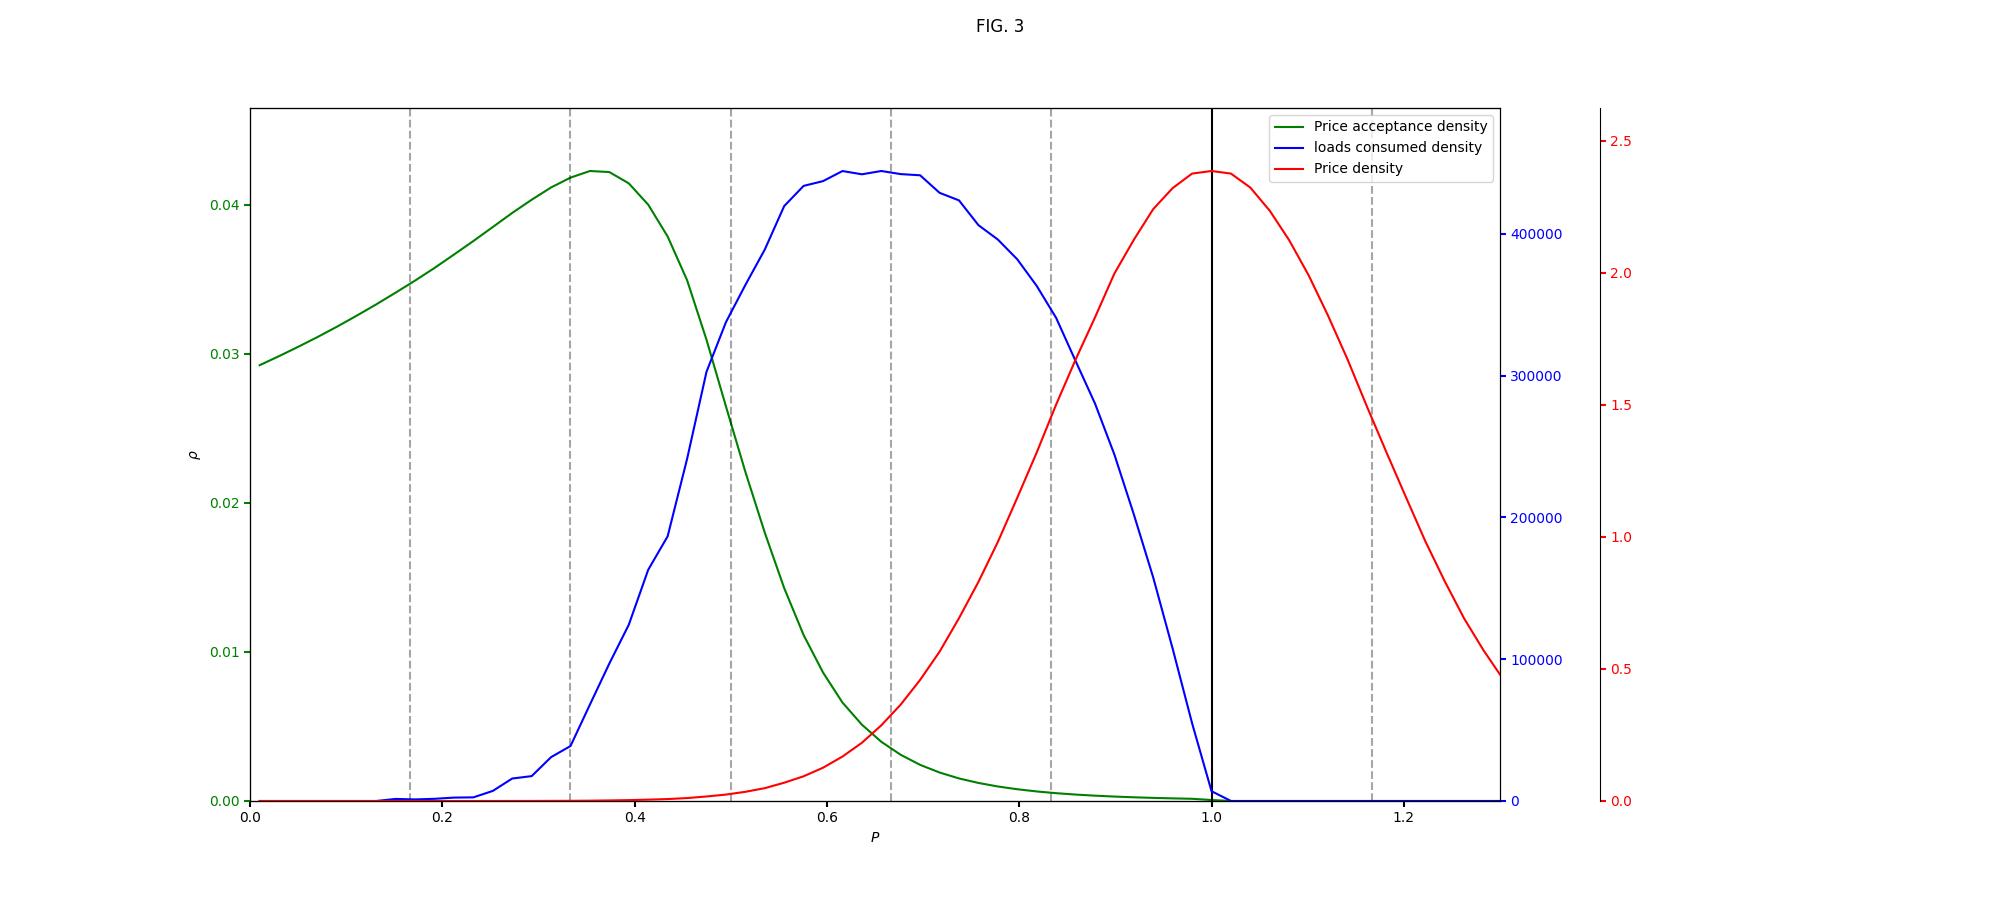 FIG. 3
Price acceptance density
loads consumed density
Price density
ρ
0.04
0.03
0.02
0.01
0.00
400000
300000
200000
100000
0
2.5
2.0
1.5
1.0
0.5
0.0
0.0 0.2 0.4 0.6 0.8 1.0 1.2
P